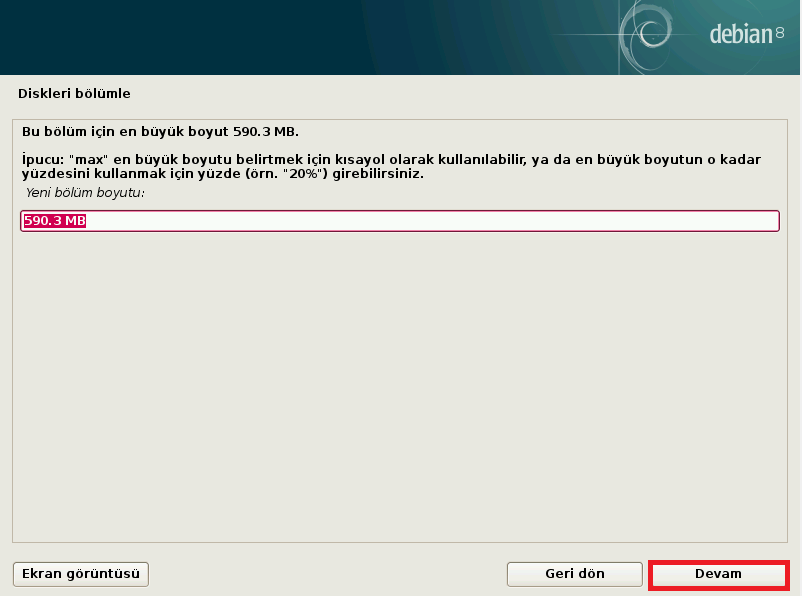 debian 8
Diskleri bölümle
Bu bölüm için en büyük boyut 590.3 MB.
İpucu: "max" en büyük boyutu belirtmek için kısayol olarak kullanılabilir, ya da en büyük boyutun o kadar
yüzdesini kullanmak için yüzde (örn. "20%") girebilirsiniz.
Yeni bölüm boyutu:
590.3 MB
Ekran görüntüsü
Geri dön
Devam